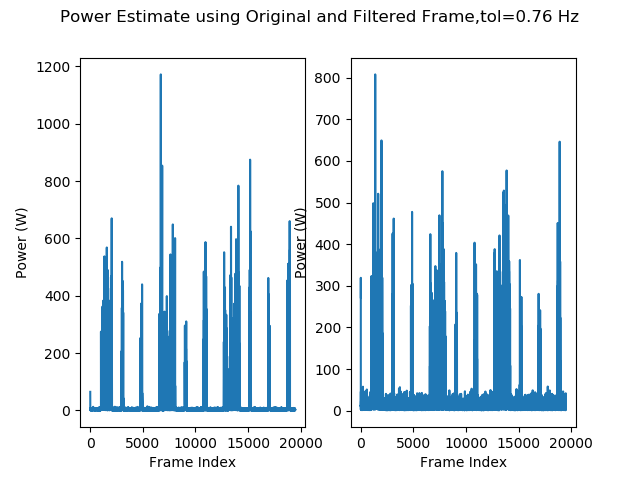 Power Estimate using Original and Filtered Frame,tol=0.76 Hz
1200
1000
800
600
400
200
0
Power (W)
0 5000 10000 15000 20000
Frame Index
800
700
600
500
400
300
200
100
0
Power (W)
0 5000 10000 15000 20000
Frame Index